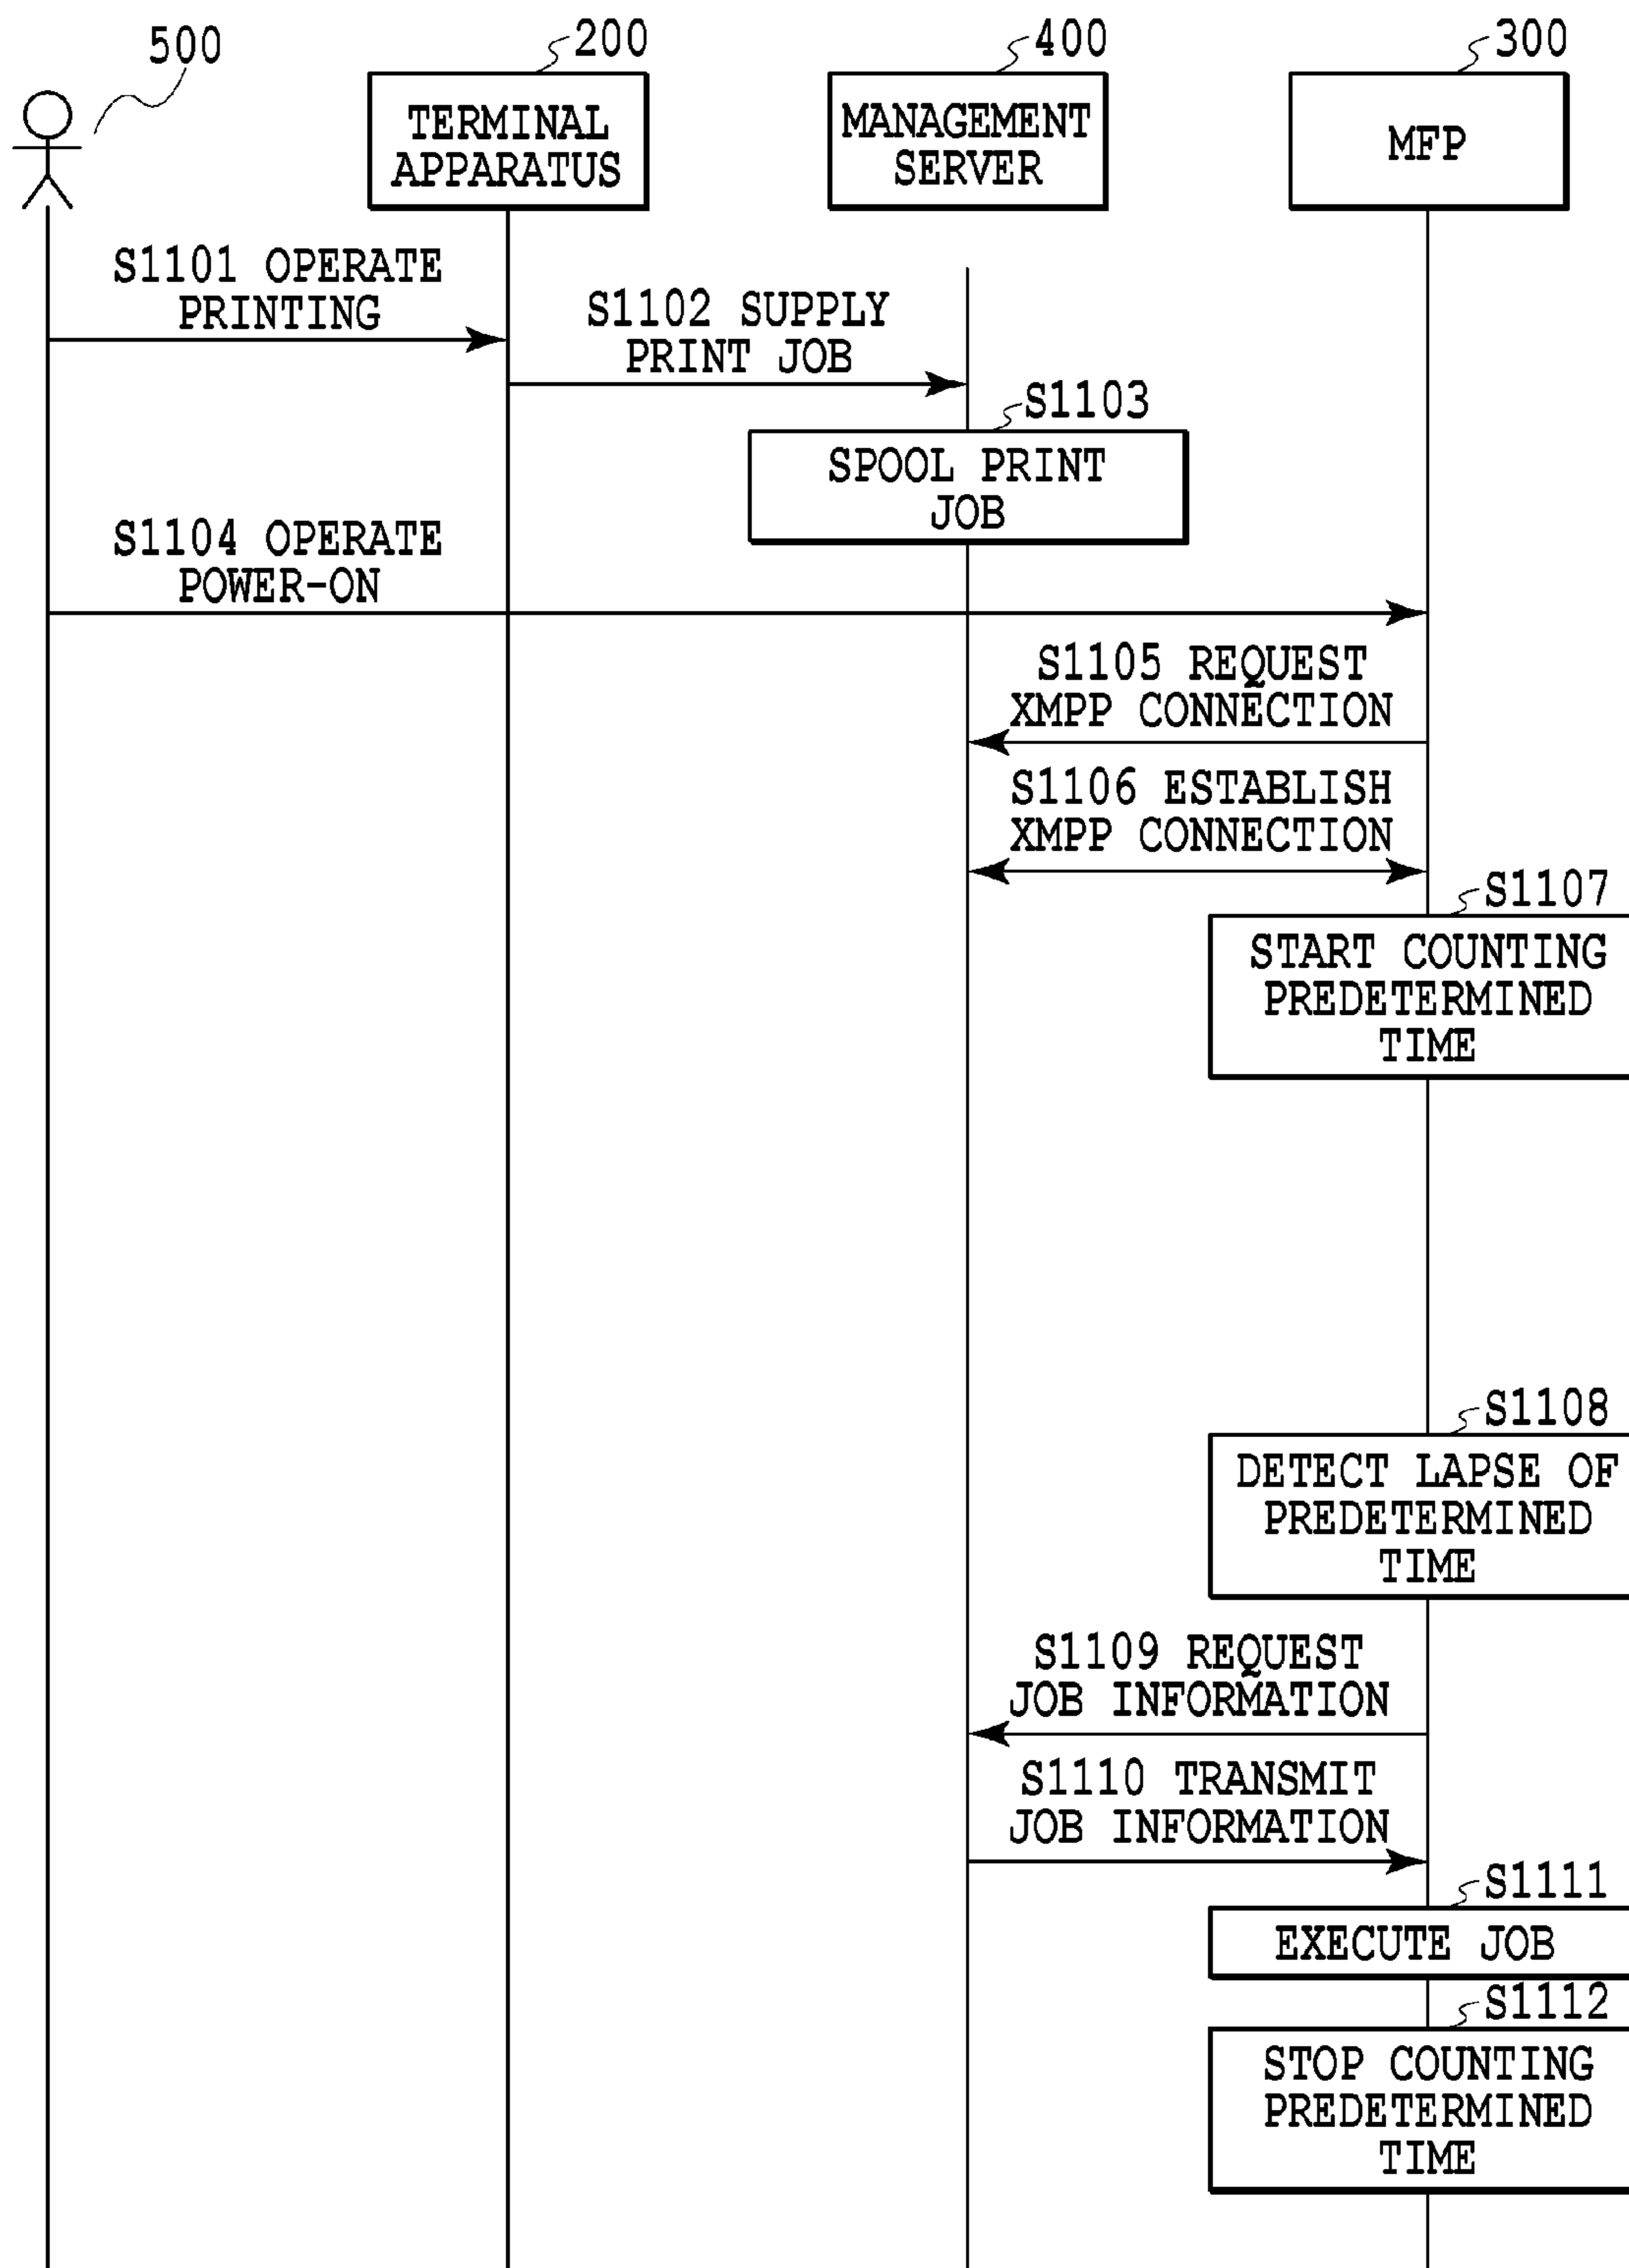 500
200
400
300
TERMINAL
APPARATUS
MANAGEMENT
SERVER
MFP
S1101 OPERATE
PRINTING
S1102 SUPPLY
PRINT JOB
S1103
SPOOL PRINT
JOB
S1104 OPERATE
POWER-ON
S1105 REQUEST
XMPP CONNECTION
S1106 ESTABLISH
XMPP CONNECTION
S1107
START COUNTING
PREDETERMINED
TIME
S1108
DETECT LAPSE OF
PREDETERMINED
TIME
S1109 REQUEST
JOB INFORMATION
S1110 TRANSMIT
JOB INFORMATION
S1111
EXECUTE JOB
S1112
STOP COUNTING
PREDETERMINED
TIME